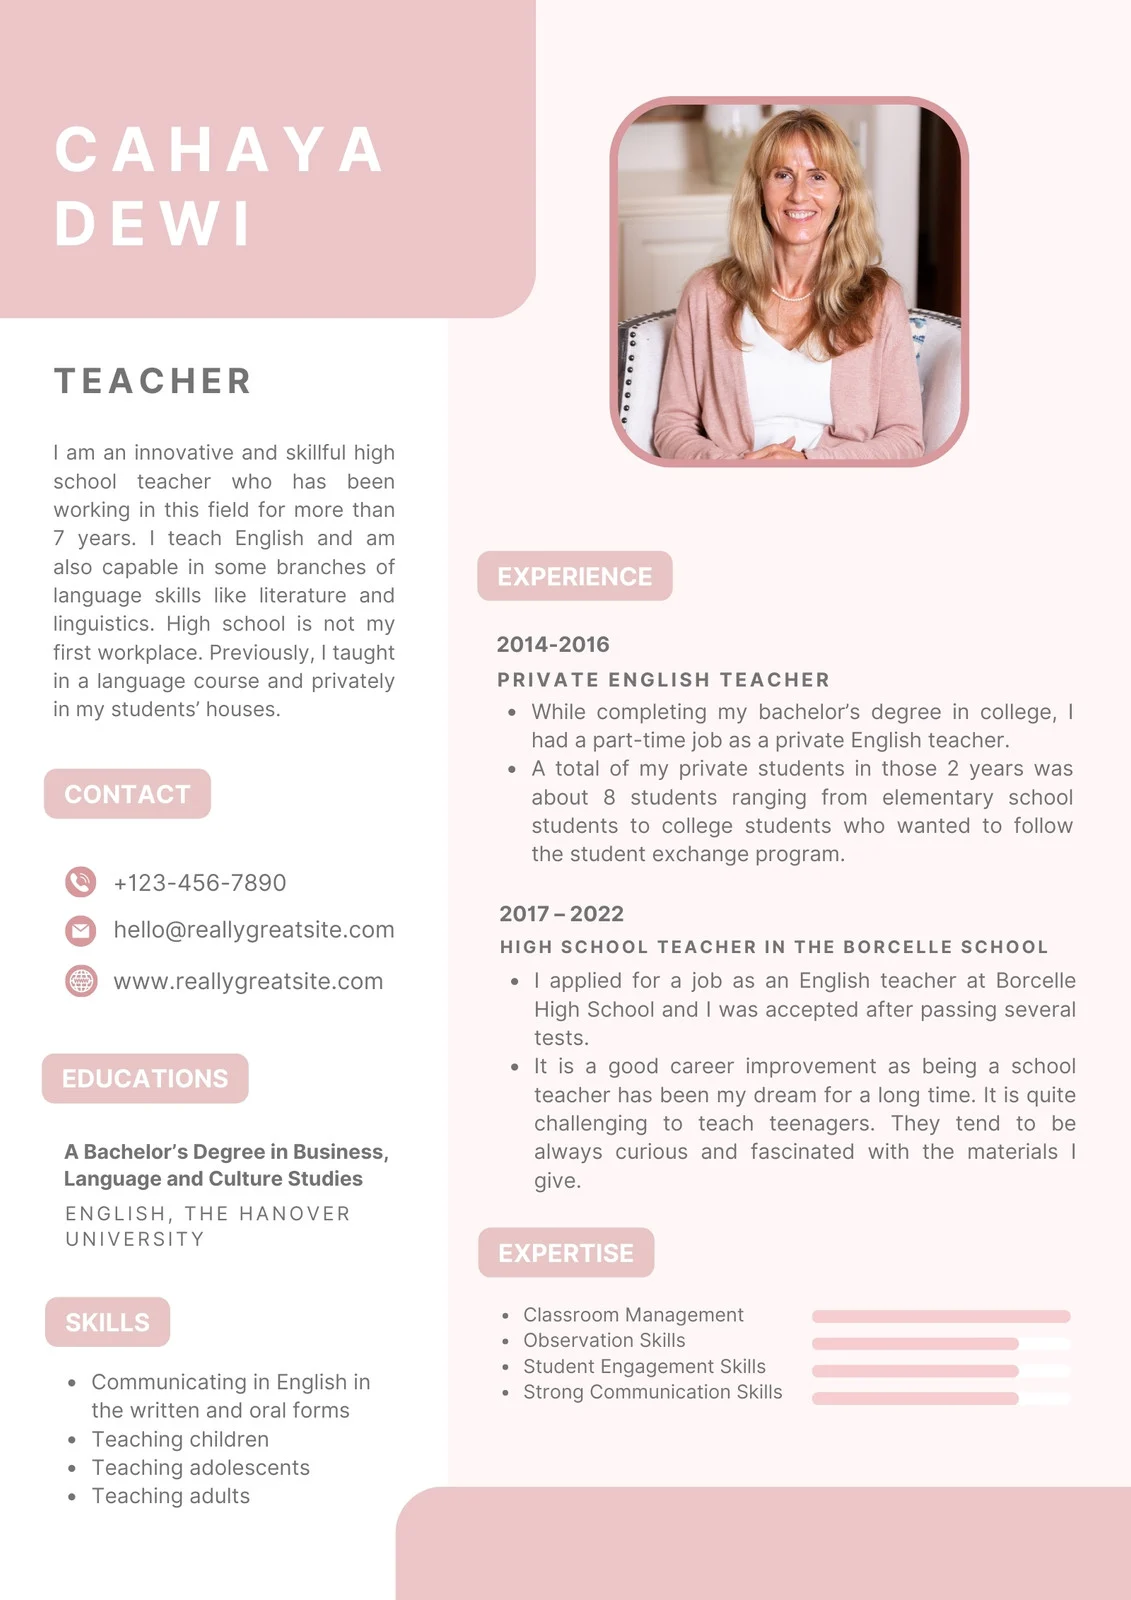 CAHAYA
DEWI
TEACHER
I am an innovative and skillful high
school teacher who has been
working in this field for more than
7 years. I teach English and am
also capable in some branches of
language skills like literature and
linguistics. High school is not my
first workplace. Previously, I taught
in a language course and privately
in my students’ houses.
CONTACT
+123-456-7890
hello@reallygreatsite.com
www.reallygreatsite.com
EDUCATIONS
A Bachelor’s Degree in Business,
Language and Culture Studies
ENGLISH, THE HANOVER
UNIVERSITY
SKILLS
• Communicating in English in
the written and oral forms
• Teaching children
• Teaching adolescents
• Teaching adults
EXPERIENCE
2014-2016
PRIVATE ENGLISH TEACHER
• While completing my bachelor’s degree in college, I
had a part-time job as a private English teacher.
• A total of my private students in those 2 years was
about 8 students ranging from elementary school
students to college students who wanted to follow
the student exchange program.
2017 – 2022
HIGH SCHOOL TEACHER IN THE BORCELLE SCHOOL
• I applied for a job as an English teacher at Borcelle
High School and I was accepted after passing several
tests.
• It is a good career improvement as being a school
teacher has been my dream for a long time. It is quite
challenging to teach teenagers. They tend to be
always curious and fascinated with the materials I
give.
EXPERTISE
• Classroom Management
• Observation Skills
• Student Engagement Skills
• Strong Communication Skills